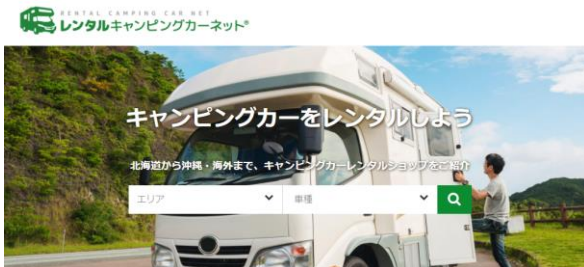 RENTAL CAMPING CAR NET
レンタルキャンピングカーネット®
キャンピングカーをレンタルしよう
北海道から沖縄・海外まで、キャンピングカーレンタルショップをご紹介
エリア
車種